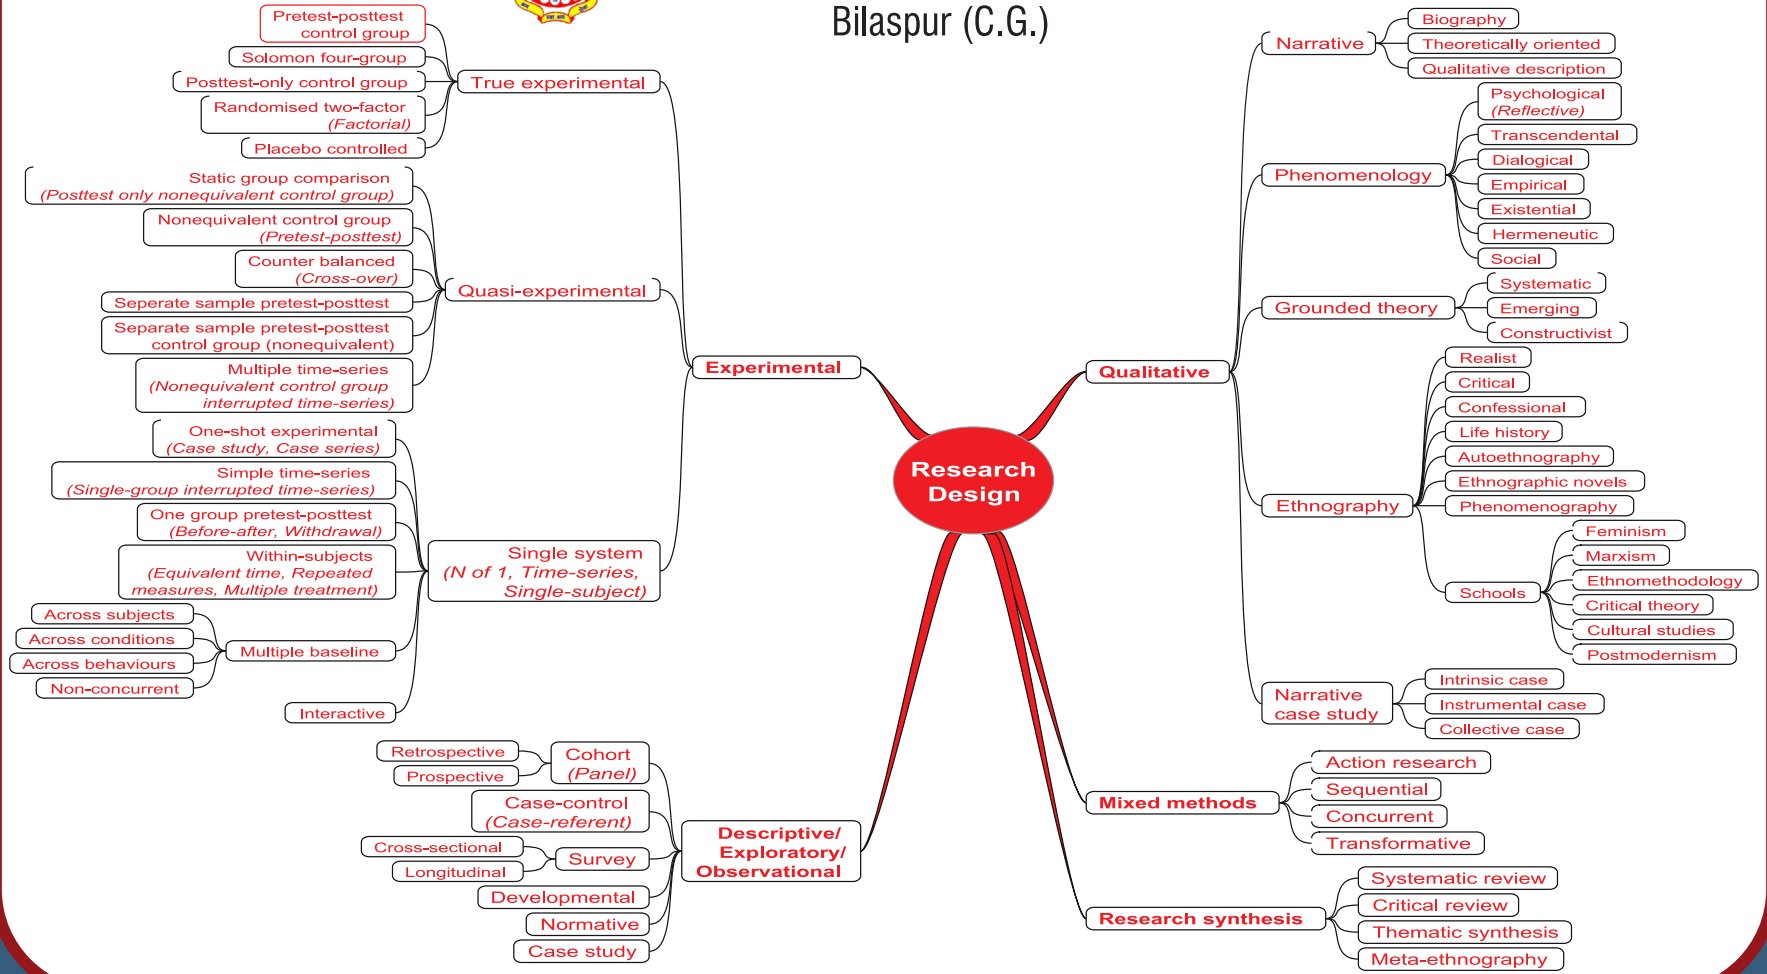 Bilaspur (C.G.)
Research
Design
Experimental
True experimental
Pretest-posttest
control group
Solomon four-group
Posttest-only control group
Randomised two-factor
(Factorial)
Placebo controlled
Quasi-experimental
Static group comparison
(Posttest only nonequivalent control group)
Nonequivalent control group
(Pretest-posttest)
Counter balanced
(Cross-over)
Seperate sample pretest-posttest
Separate sample pretest-posttest
control group (nonequivalent)
Multiple time-series
(Nonequivalent control group
interrupted time-series)
Single system
(N of 1, Time-series,
Single-subject)
One-shot experimental
(Case study, Case series)
Simple time-series
(Single-group interrupted time-series)
One group pretest-posttest
(Before-after, Withdrawal)
Within-subjects
(Equivalent time, Repeated
measures, Multiple treatment)
Multiple baseline
Across subjects
Across conditions
Across behaviours
Non-concurrent
Interactive
Descriptive/
Exploratory/
Observational
Cohort
(Panel)
Retrospective
Prospective
Case-control
(Case-referent)
Survey
Cross-sectional
Longitudinal
Developmental
Normative
Case study
Qualitative
Narrative
Biography
Theoretically oriented
Qualitative description
Phenomenology
Psychological
(Reflective)
Transcendental
Dialogical
Empirical
Existential
Hermeneutic
Social
Grounded theory
Systematic
Emerging
Constructivist
Ethnography
Realist
Critical
Confessional
Life history
Autoethnography
Ethnographic novels
Phenomenography
Schools
Feminism
Marxism
Ethnomethodology
Critical theory
Cultural studies
Postmodernism
Narrative
case study
Intrinsic case
Instrumental case
Collective case
Mixed methods
Action research
Sequential
Concurrent
Transformative
Research synthesis
Systematic review
Critical review
Thematic synthesis
Meta-ethnography